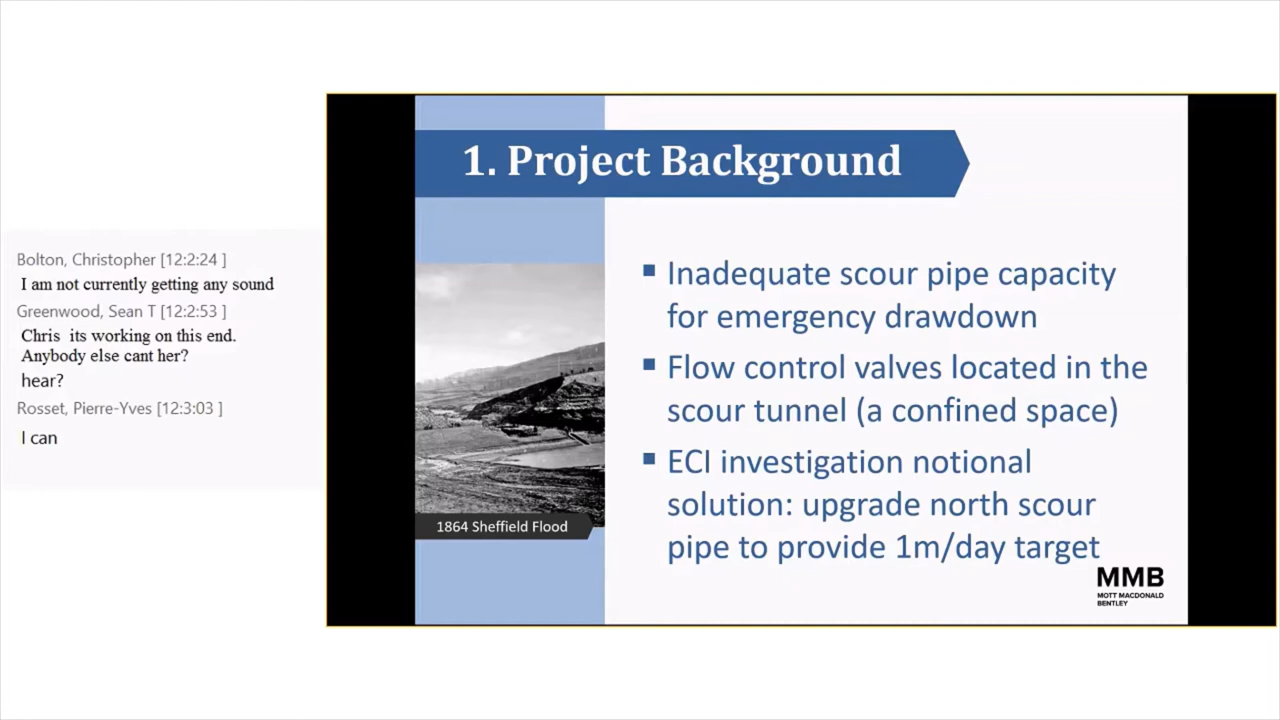 Bolton, Christopher [12:2:24 ]
I am not currently getting any sound
Greenwood, Sean T [12:2:53 ]
Chris its working on this end.
Anybody else cant her?
hear?
Rosset, Pierre-Yves [12:3:03 ]
I can
1. Project Background
▪ Inadequate scour pipe capacity
for emergency drawdown
▪ Flow control valves located in the
scour tunnel (a confined space)
▪ ECI investigation notional
solution: upgrade north scour
pipe to provide 1m/day target
1864 Sheffield Flood
MMB
MOTT MACDONALD
BENTLEY